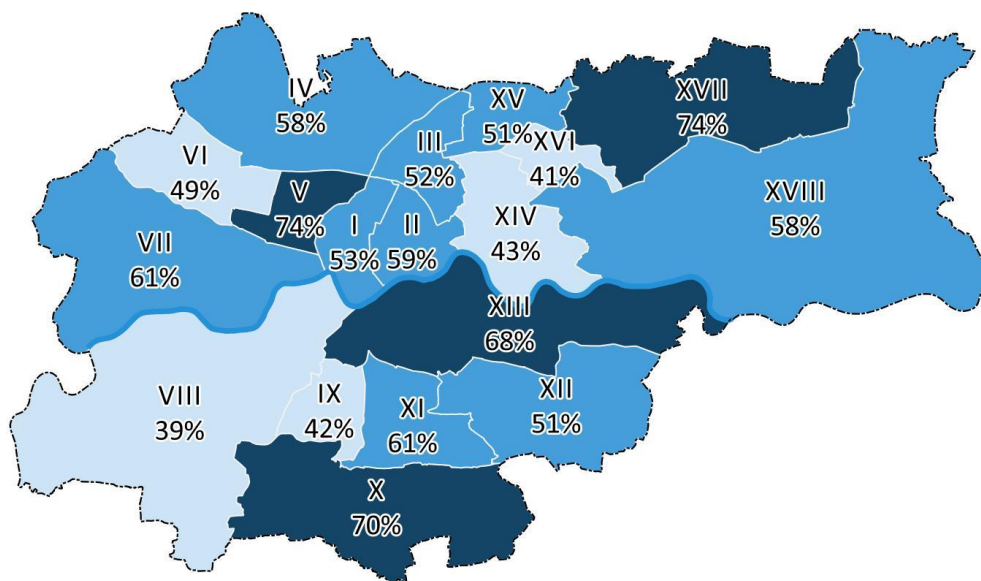 IV
58%
XV
51%
XVII
74%
III
52%
XVI
41%
VI
49%
V
74%
XVIII
58%
I
53%
II
59%
XIV
43%
VII
61%
XIII
68%
VIII
39%
IX
42%
XI
61%
XII
51%
X
70%